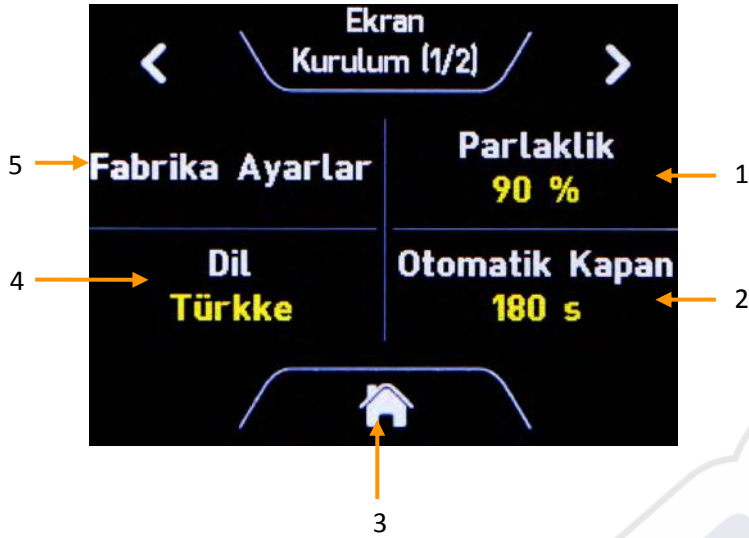 Ekran
Kurulum (1/2)
Fabrika Ayarlar
Parlaklik
90 %
Dil
Türkke
Otomatik Kapan
180 s
5
1
4
2
3